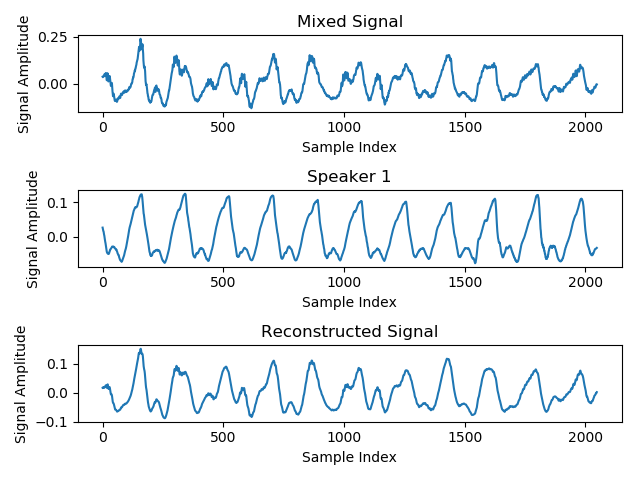 Mixed Signal
Signal Amplitude
0.25
0.00
0 500 1000 1500 2000
Sample Index
Speaker 1
Signal Amplitude
0.1
0.0
0 500 1000 1500 2000
Sample Index
Reconstructed Signal
Signal Amplitude
0.1
0.0
−0.1
0 500 1000 1500 2000
Sample Index